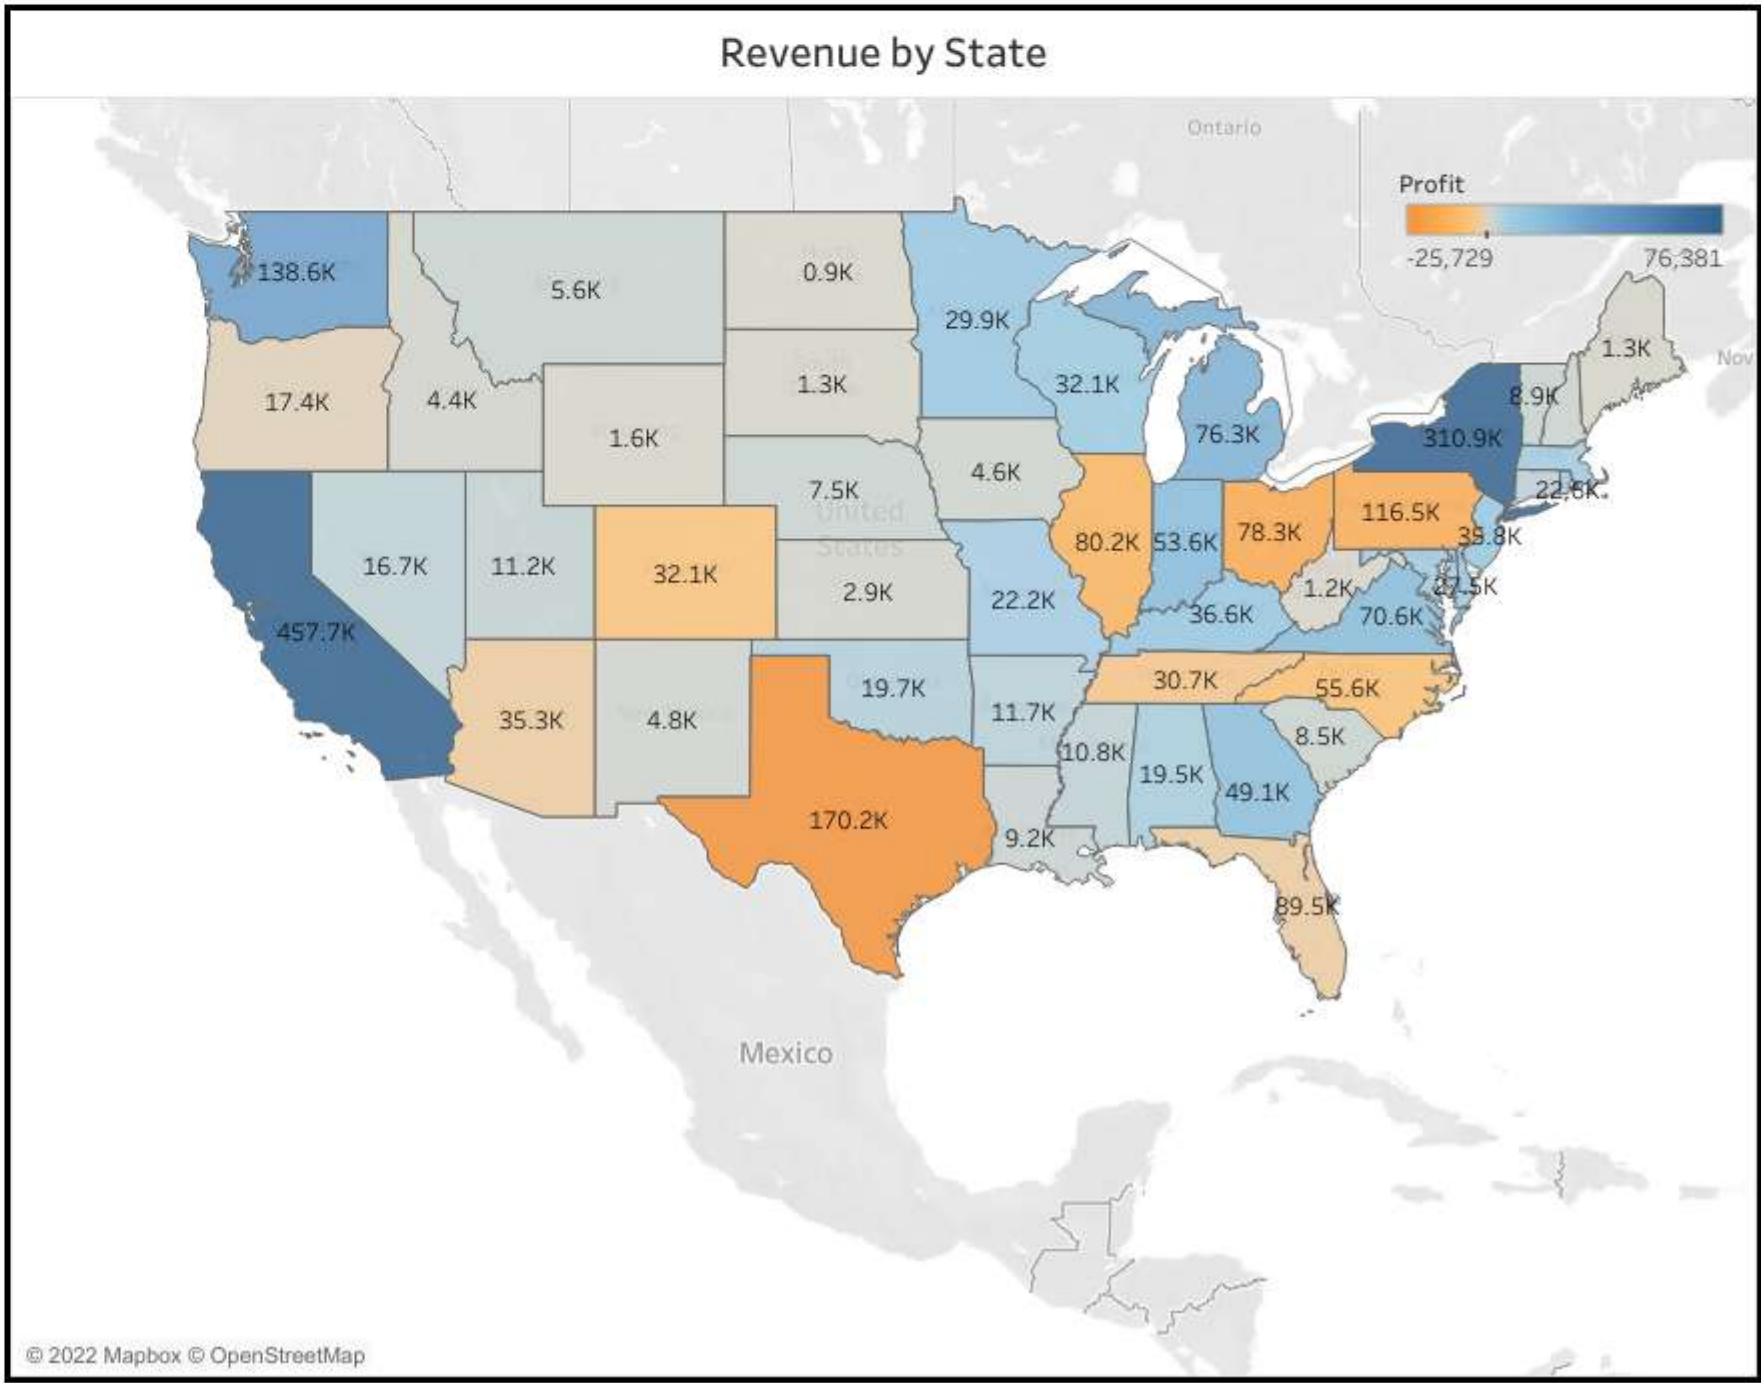 Revenue by State
Ontario
Profit
-25,729
76,381
138.6K
5.6K
0.9K
29.9K
1.3K
Nov
17.4K
4.4K
1.3K
32.1K
8.9K
1.6K
76.3K
310.9K
4.6K
7.5K
22.6K
United
States
116.5K
80.2K
53.6K
78.3K
35.8K
16.7K
11.2K
32.1K
2.9K
1.2K
27.5K
22.2K
36.6K
70.6K
457.7K
19.7K
30.7K
55.6K
35.3K
4.8K
11.7K
8.5K
10.8K
19.5K
49.1K
170.2K
9.2K
89.5K
Mexico
© 2022 Mapbox © OpenStreetMap